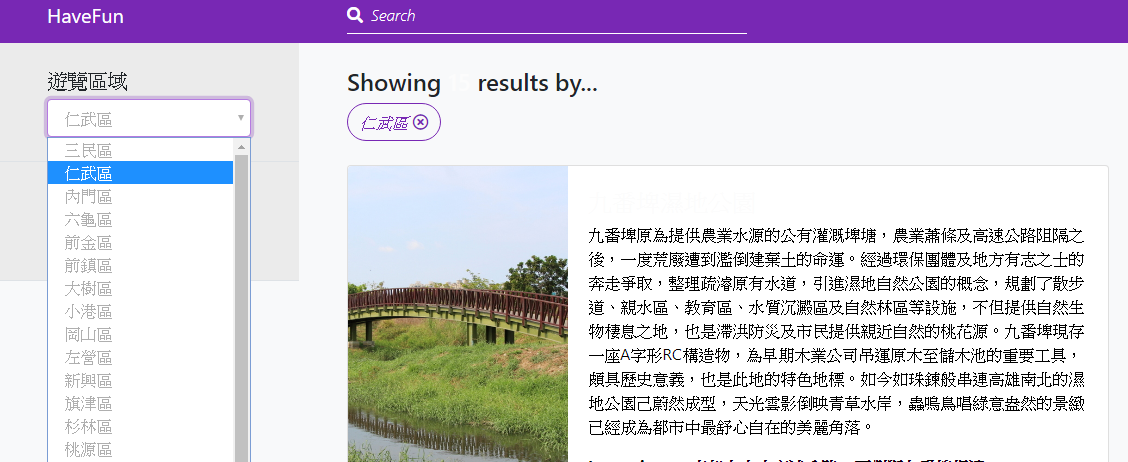 HaveFun
Search
遊覽區域
仁武區
三民區
仁武區
內門區
六龜區
前金區
前鎮區
大樹區
小港區
岡山區
左營區
新興區
旗津區
杉林區
桃源區
Showing 15 results by...
仁武區
九番埤濕地公園
九番埤原為提供農業水源的公有灌溉埤塘，農業蕭條及高速公路阻隔之
後，一度荒廢遭到濫倒建棄土的命運。經過環保團體及地方有志之士的
奔走爭取，整理疏濬原有水道，引進濕地自然公園的概念，規劃了散步
道、親水區、教育區、水質沉澱區及自然林區等設施，不但提供自然生
物棲息之地，也是滯洪防災及市民提供親近自然的桃花源。九番埤現存
一座A字形RC構造物，為早期木業公司吊運原木至儲木池的重要工具，
頗具歷史意義，也是此地的特色地標。如今如珠鍊般串連高雄南北的濕
地公園己蔚然成型，天光雲影倒映青草水岸，蟲鳴鳥唱綠意盎然的景緻
已經成為都市中最舒心自在的美麗角落。